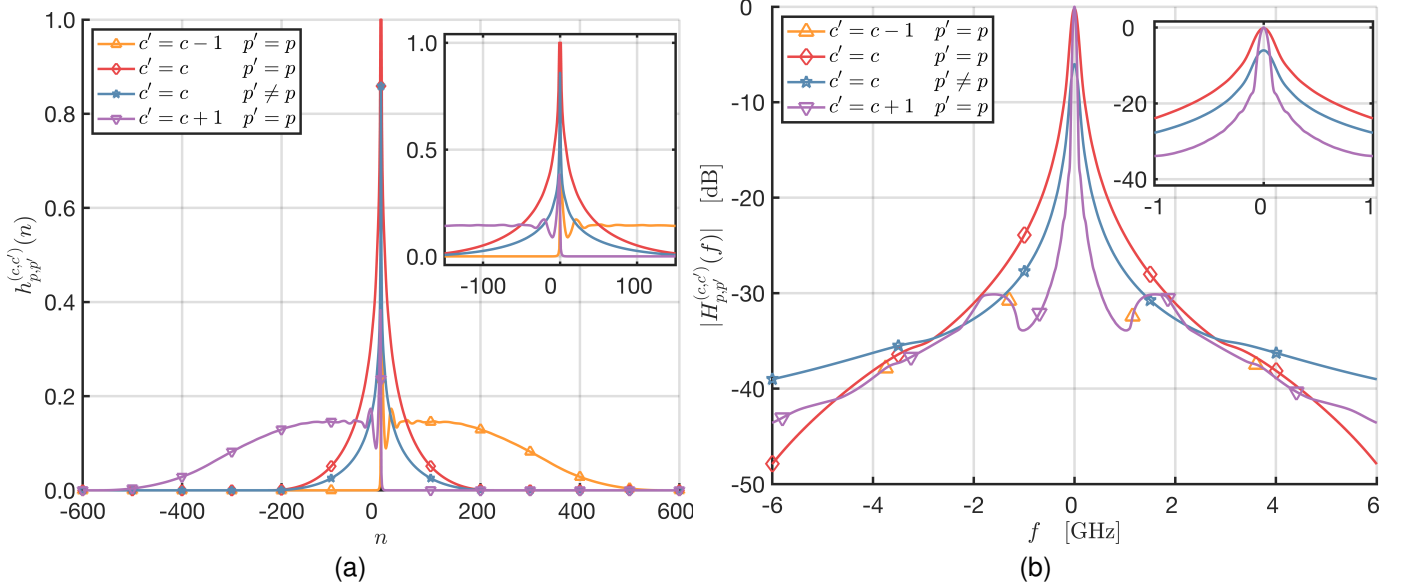 1.0
0.8
0.6
0.4
0.2
0.0
h_{p,p'}^{(c,c')}(n)
c' = c − 1 p' = p
c' = c p' = p
c' = c p' ≠ p
c' = c + 1 p' = p
1.0
0.5
0.0
-100 0 100
-600 -400 -200 0 200 400 600
n
(a)
0
-10
-20
-30
-40
-50
|H_{p,p'}^{(c,c')}(f)| [dB]
c' = c − 1 p' = p
c' = c p' = p
c' = c p' ≠ p
c' = c + 1 p' = p
0
-20
-40
-1 0 1
-6 -4 -2 0 2 4 6
f [GHz]
(b)